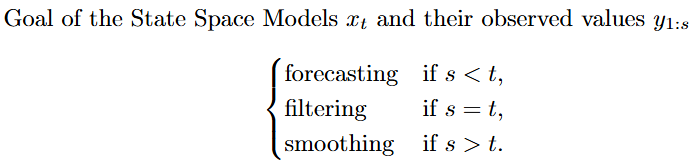 Goal of the State Space Models $x_t$ and their observed values $y_{1:s}$
forecasting if $s < t$,
filtering if $s = t$,
smoothing if $s > t$.